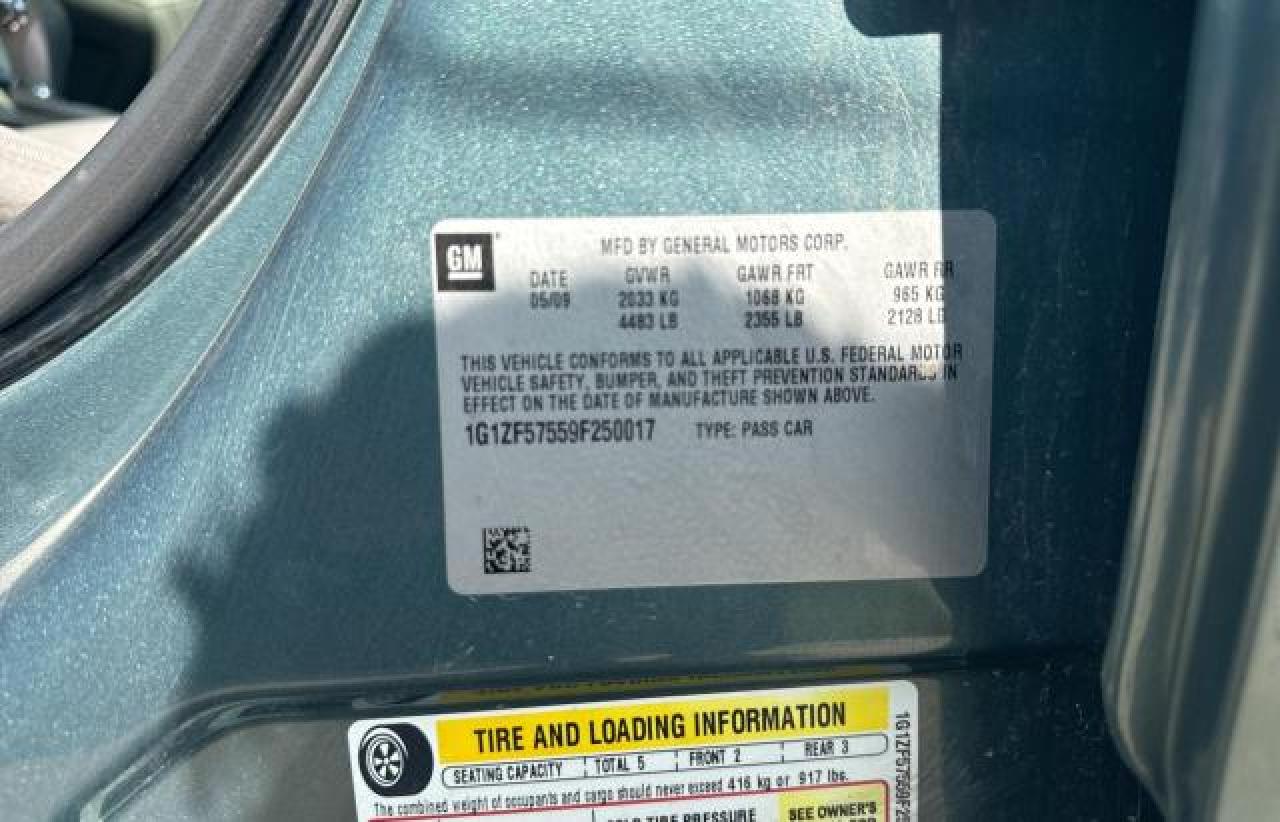 GM
MFD BY GENERAL MOTORS CORP.
DATE GVWR GAWR FRT GAWR RR
05/09 2033 KG 1068 KG 965 KG
4483 LB 2355 LB 2128 LB
THIS VEHICLE CONFORMS TO ALL APPLICABLE U.S. FEDERAL MOTOR
VEHICLE SAFETY, BUMPER, AND THEFT PREVENTION STANDARDS IN
EFFECT ON THE DATE OF MANUFACTURE SHOWN ABOVE.
1G1ZF57559F250017 TYPE: PASS CAR
TIRE AND LOADING INFORMATION
SEATING CAPACITY TOTAL 5 FRONT 2 REAR 3
The combined weight of occupants and cargo should never exceed 416 kg or 917 lbs.
TIRE PRESSURE
SEE OWNER'S